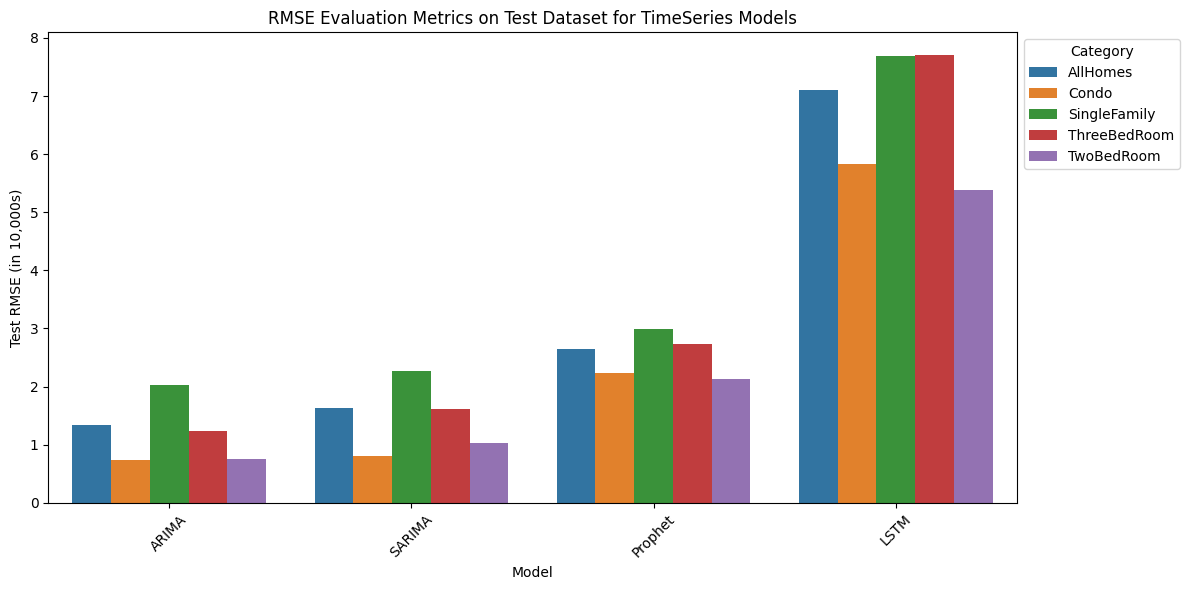 RMSE Evaluation Metrics on Test Dataset for TimeSeries Models
Test RMSE (in 10,000s)
8
7
6
5
4
3
2
1
0
ARIMA
SARIMA
Prophet
LSTM
Model
Category
AllHomes
Condo
SingleFamily
ThreeBedRoom
TwoBedRoom